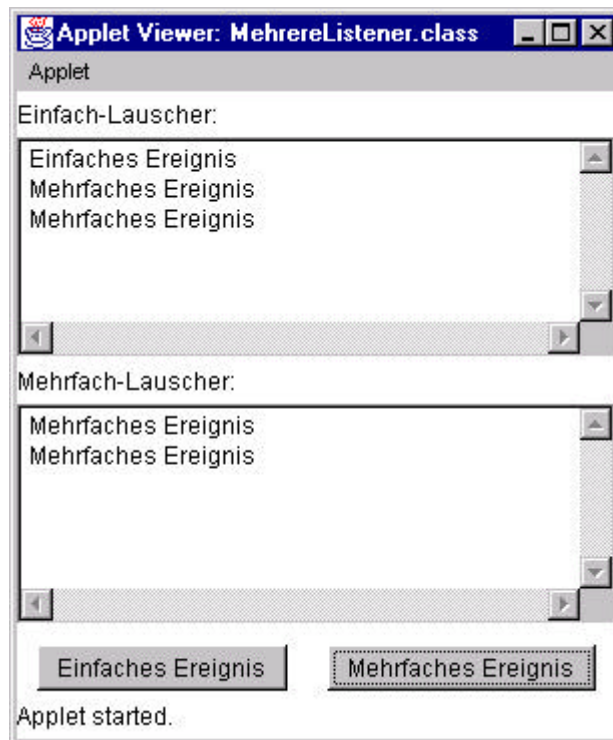 Applet Viewer: MehrereListener.class
Applet
Einfach-Lauscher:
Einfaches Ereignis
Mehrfaches Ereignis
Mehrfaches Ereignis
Mehrfach-Lauscher:
Mehrfaches Ereignis
Mehrfaches Ereignis
Einfaches Ereignis Mehrfaches Ereignis
Applet started.